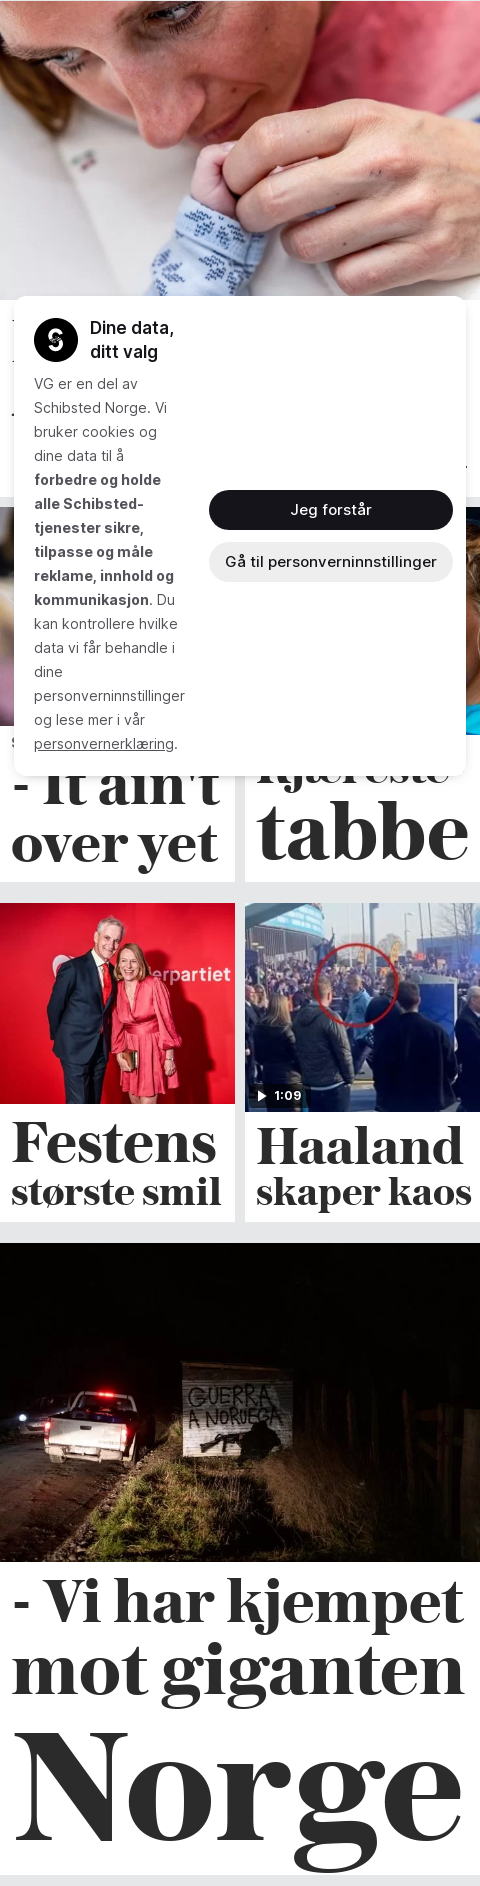 Dine data,
ditt valg
VG er en del av
Schibsted Norge. Vi
bruker cookies og
dine data til å
forbedre og holde
alle Schibsted-
tjenester sikre,
tilpasse og måle
reklame, innhold og
kommunikasjon. Du
kan kontrollere hvilke
data vi får behandle i
dine
personverninnstillinger
og lese mer i vår
personvernerklæring.
Jeg forstår
Gå til personverninnstillinger
- It ain't
over yet
kjæreste
tabbe
erpartiet
Festens
største smil
1:09
Haaland
skaper kaos
GUERRA
A NORUEGA
- Vi har kjempet
mot giganten
Norge